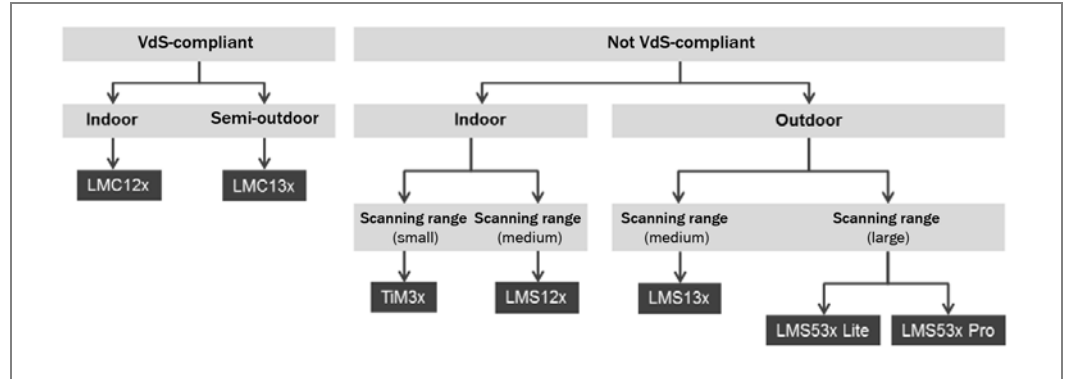 VdS-compliant
Not VdS-compliant
Indoor
Semi-outdoor
Indoor
Outdoor
LMC12x
LMC13x
Scanning range
(small)
Scanning range
(medium)
Scanning range
(medium)
Scanning range
(large)
TiM3x
LMS12x
LMS13x
LMS53x Lite
LMS53x Pro